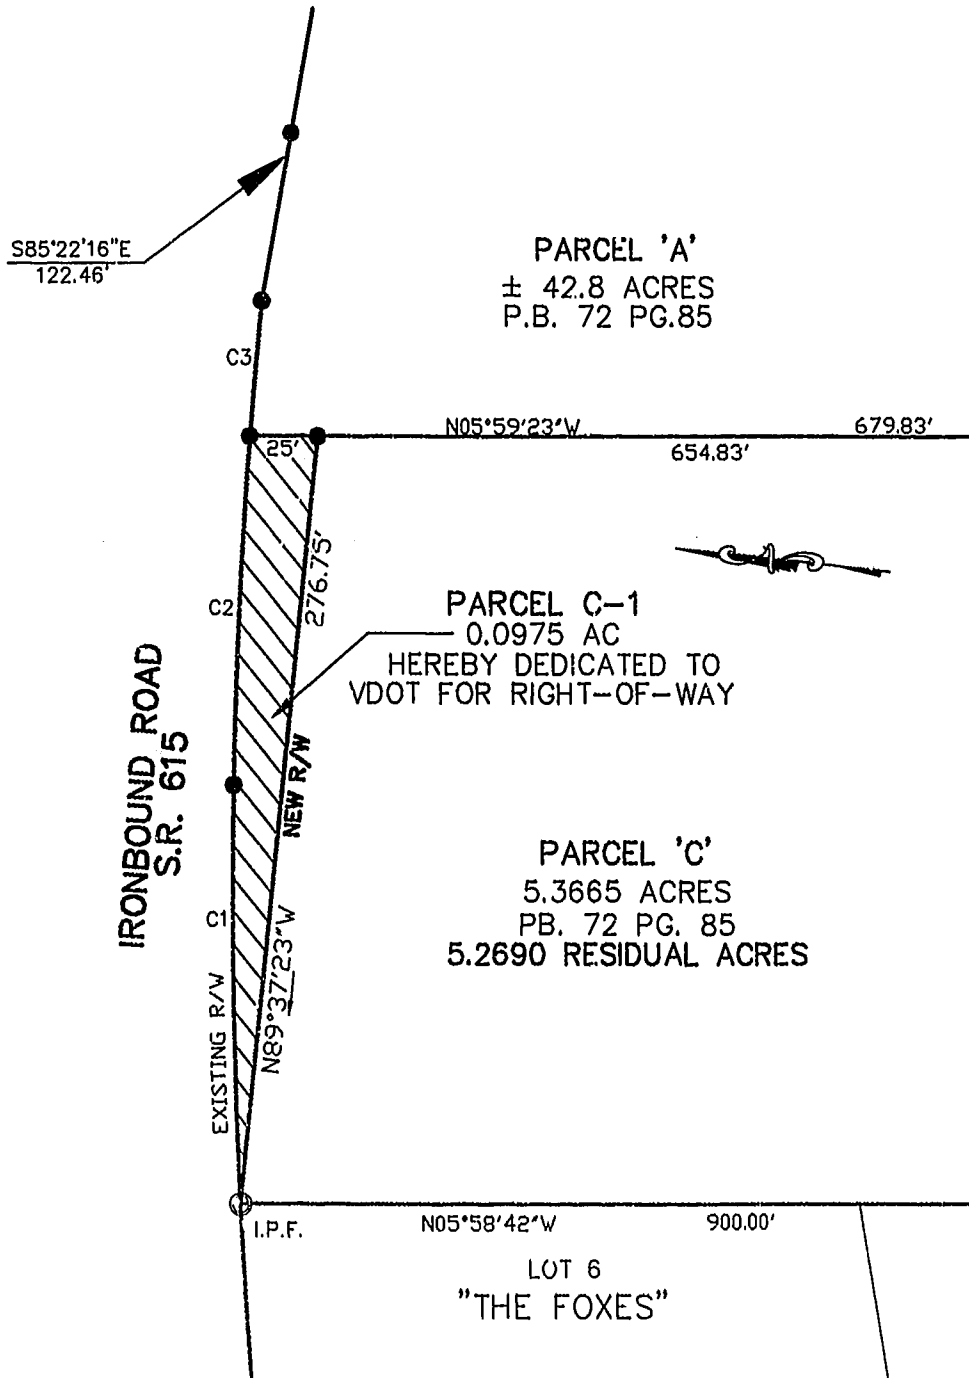 S85°22'16"E
122.46'
PARCEL 'A'
± 42.8 ACRES
P.B. 72 PG.85
C3
N05°59'23"W
679.83'
25'
654.83'
276.75'
C2
PARCEL C-1
0.0975 AC
HEREBY DEDICATED TO
VDOT FOR RIGHT-OF-WAY
IRONBOUND ROAD
S.R. 615
NEW R/W
PARCEL 'C'
5.3665 ACRES
PB. 72 PG. 85
5.2690 RESIDUAL ACRES
C1
N89°37'23"W
EXISTING R/W
I.P.F.
N05°58'42"W
900.00'
LOT 6
"THE FOXES"